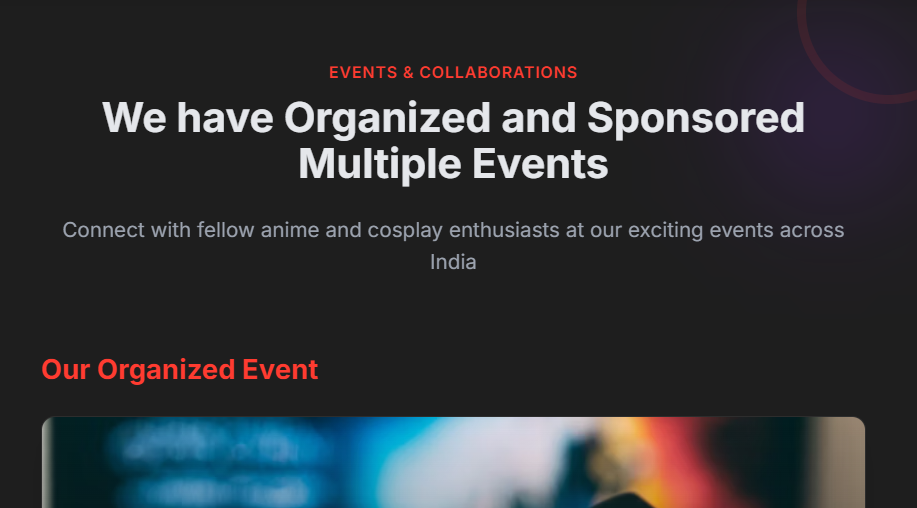 EVENTS & COLLABORATIONS
We have Organized and Sponsored
Multiple Events
Connect with fellow anime and cosplay enthusiasts at our exciting events across
India
Our Organized Event